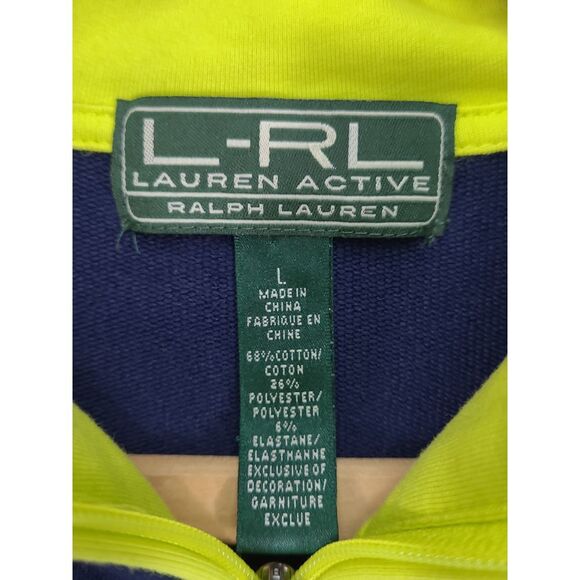 L-RL
LAUREN ACTIVE
RALPH LAUREN
L
MADE IN
CHINA
FABRIQUE EN
CHINE
68% COTTON/
COTON
26%
POLYESTER/
POLYESTER
6%
ELASTANE/
ELASTHANNE
EXCLUSIVE OF
DECORATION/
GARNITURE
EXCLUE